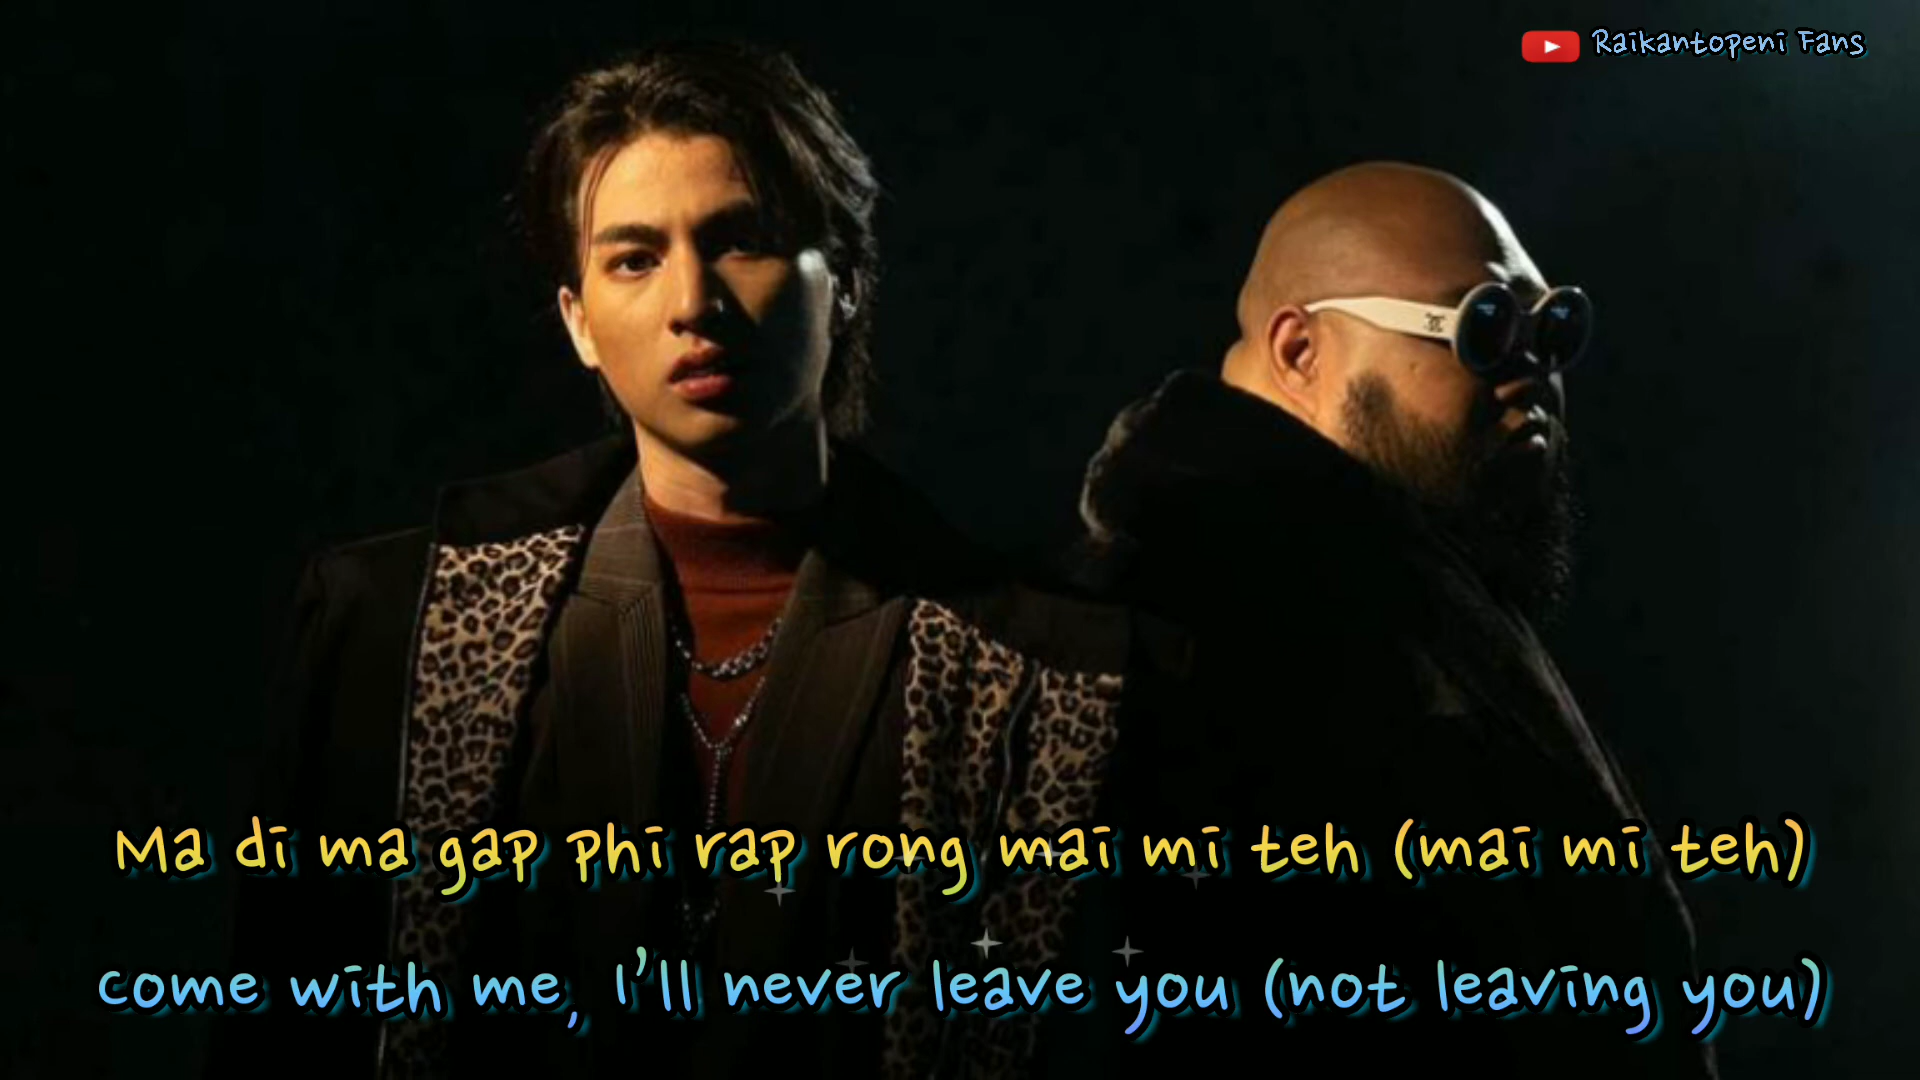 Raikantopeni Fans
Ma di ma gap phi rap rong mai mi teh (mai mi teh)
come with me, I'll never leave you (not leaving you)